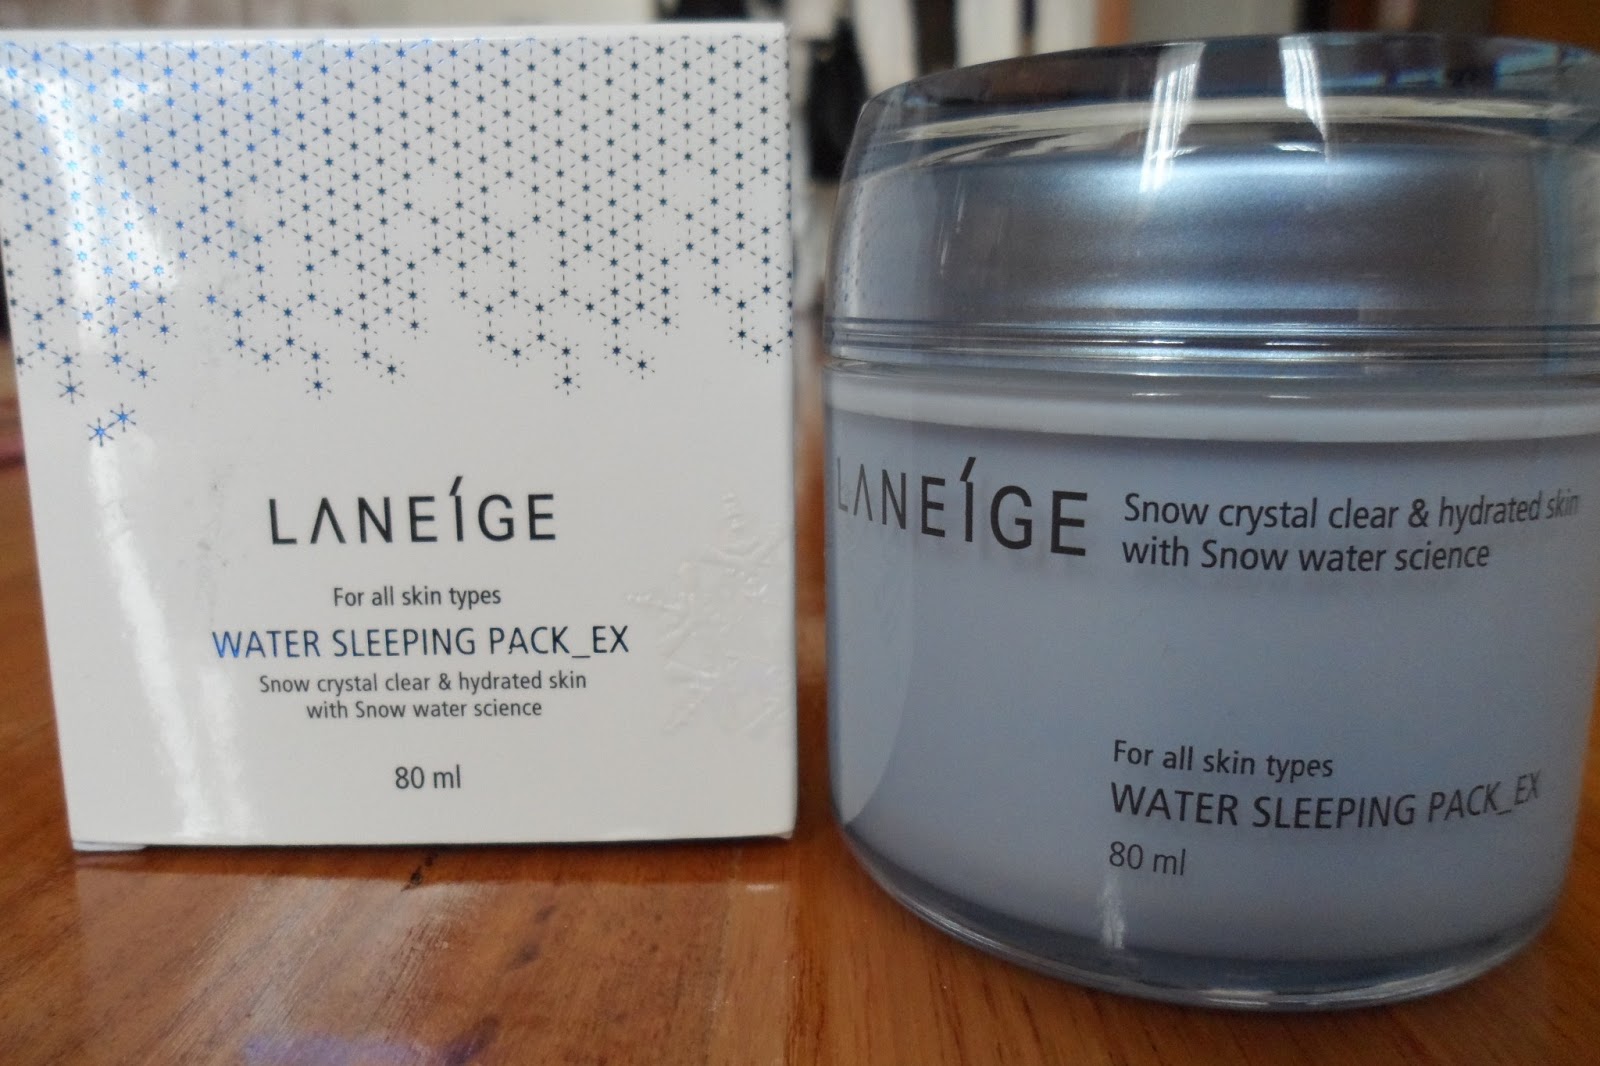 LANEÍGE
For all skin types
WATER SLEEPING PACK_EX
Snow crystal clear & hydrated skin
with Snow water science
80 ml
LANEÍGE
Snow crystal clear & hydrated skin
with Snow water science
For all skin types
WATER SLEEPING PACK_EX
80 ml